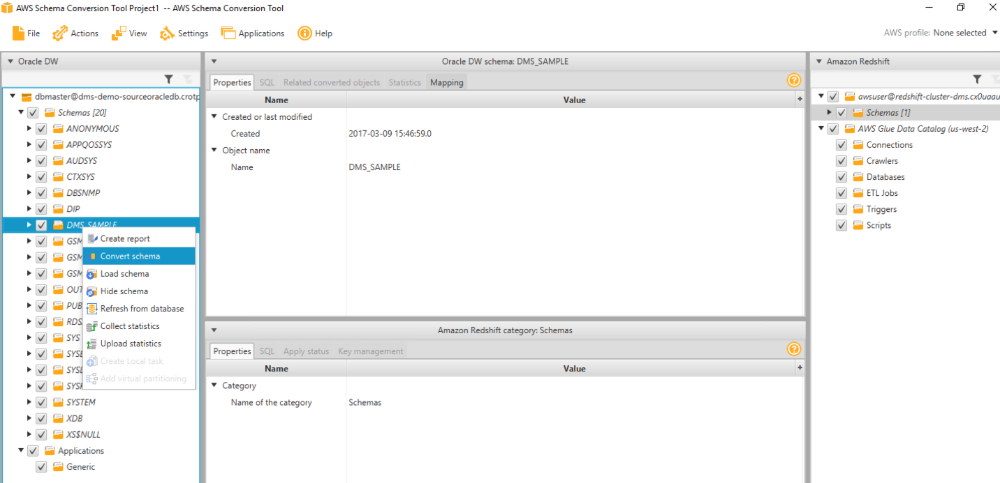 AWS Schema Conversion Tool Project1 -- AWS Schema Conversion Tool
File Actions View Settings Applications Help
AWS profile: None selected
Oracle DW
dbmaster@dms-demo-sourceoracledb.crotp
Schemas [20]
ANONYMOUS
APPQOSSYS
AUDSYS
CTXSYS
DBSNMP
DIP
DMS_SAMPLE
GSM
GSM
GSM
OUT
PUB
RDS
SYS
SYSB
SYSD
SYSK
SYSTEM
XDB
XS$NULL
Applications
Generic
Create report
Convert schema
Load schema
Hide schema
Refresh from database
Collect statistics
Upload statistics
Create Local task
Add virtual partitioning
Oracle DW schema: DMS_SAMPLE
Properties SQL Related converted objects Statistics Mapping
Name Value
Created or last modified
Created 2017-03-09 15:46:59.0
Object name
Name DMS_SAMPLE
Amazon Redshift category: Schemas
Properties SQL Apply status Key management
Name Value
Category
Name of the category Schemas
Amazon Redshift
awsuser@redshift-cluster-dms.cx0uaau
Schemas [1]
AWS Glue Data Catalog (us-west-2)
Connections
Crawlers
Databases
ETL Jobs
Triggers
Scripts